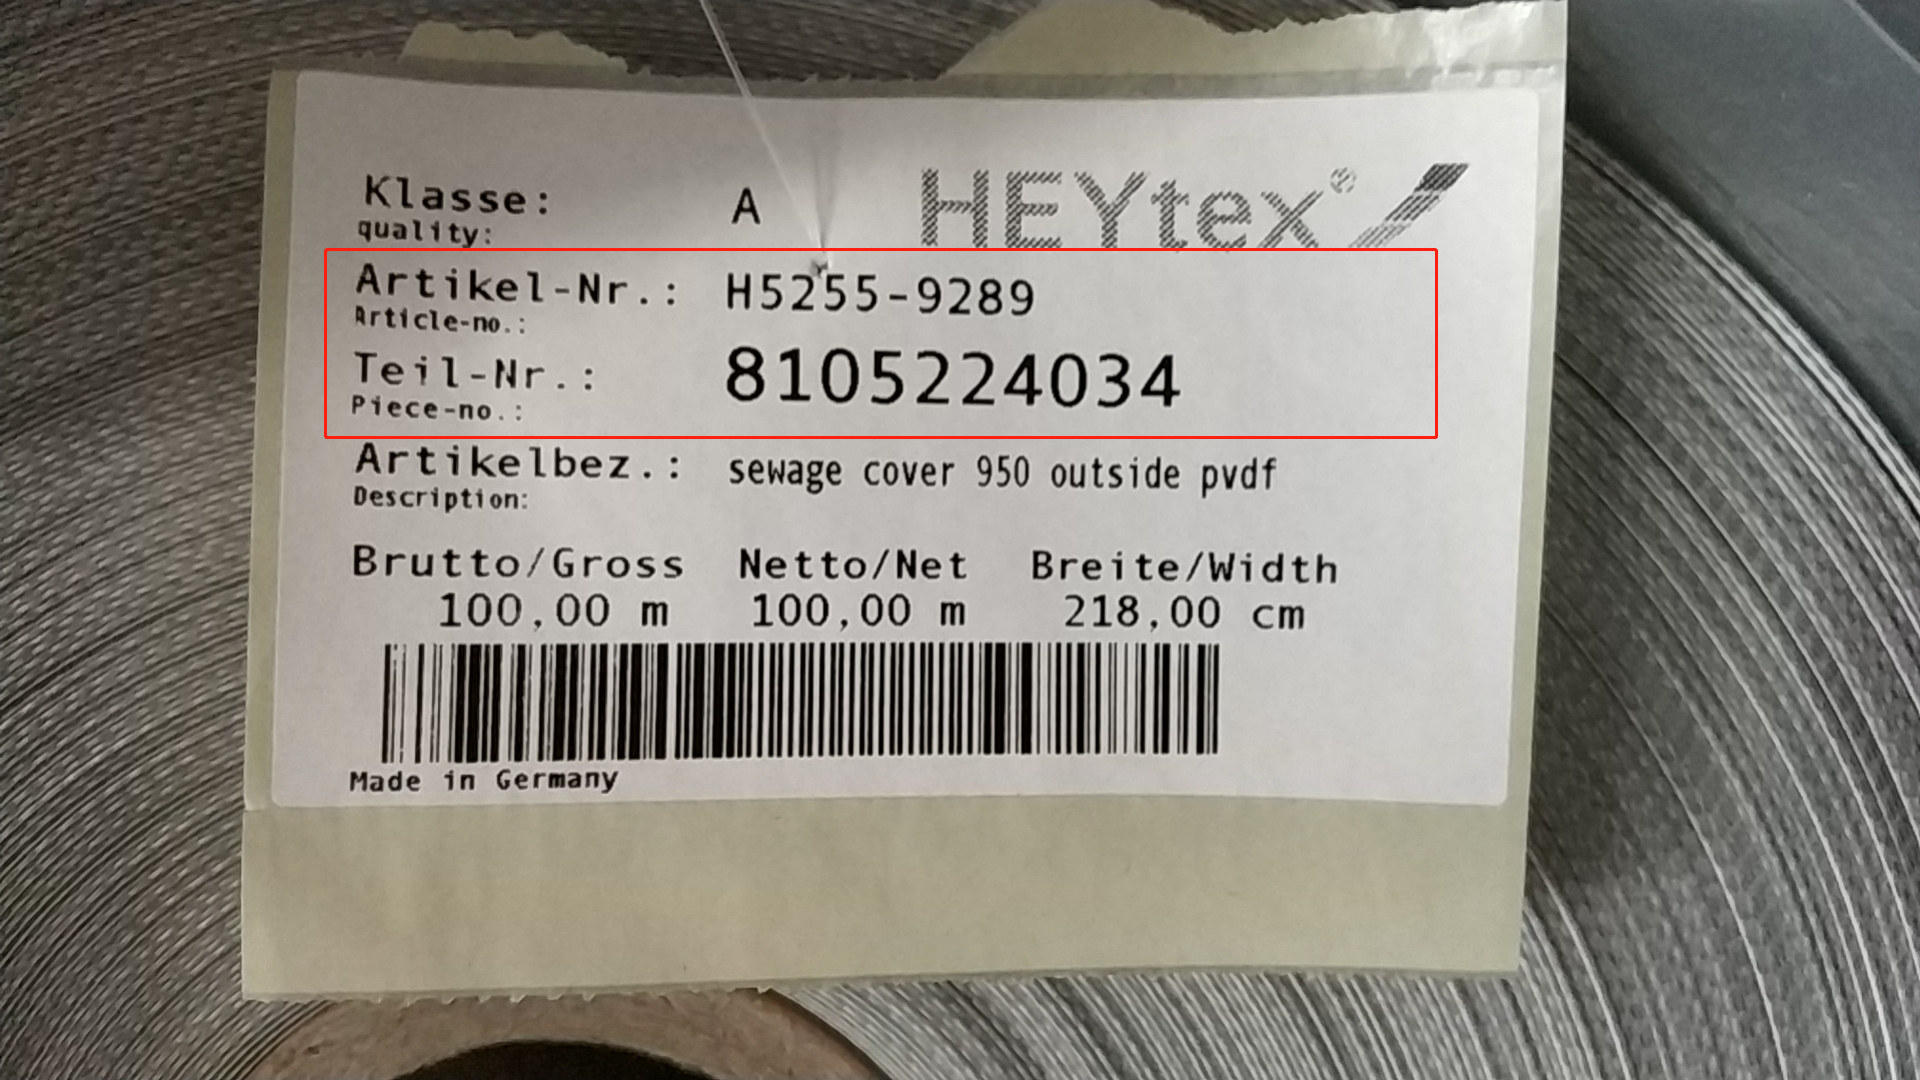 Klasse: A HEYtex®
quality:
Artikel-Nr.: H5255-9289
Article-no.:
Teil-Nr.: 8105224034
Piece-no.:
Artikelbez.: sewage cover 950 outside pvdf
Description:
Brutto/Gross Netto/Net Breite/Width
100,00 m 100,00 m 218,00 cm
Made in Germany